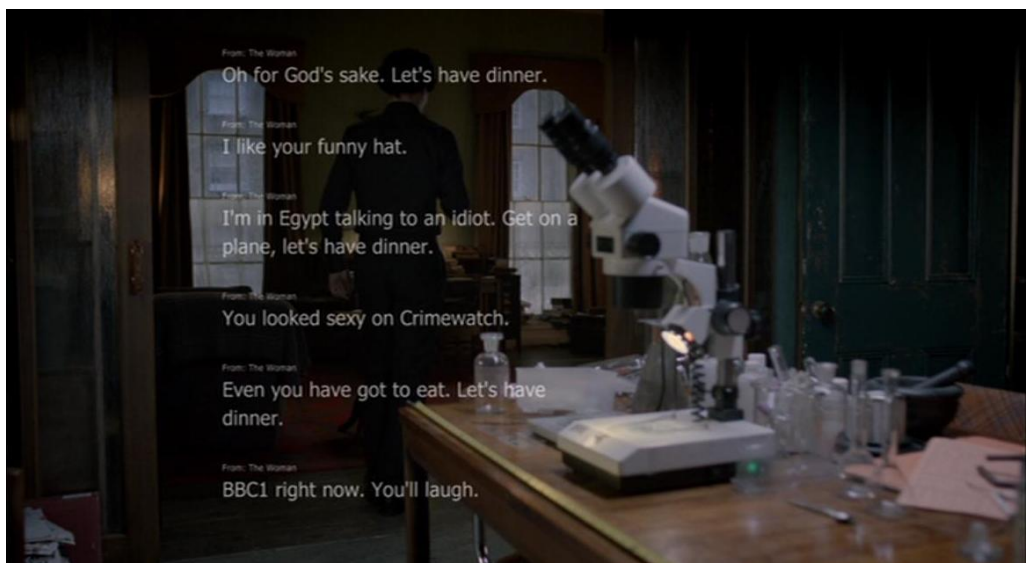 From: The Woman
Oh for God's sake. Let's have dinner.
From: The Woman
I like your funny hat.
From: The Woman
I'm in Egypt talking to an idiot. Get on a
plane, let's have dinner.
From: The Woman
You looked sexy on Crimewatch.
From: The Woman
Even you have got to eat. Let's have
dinner.
From: The Woman
BBC1 right now. You'll laugh.